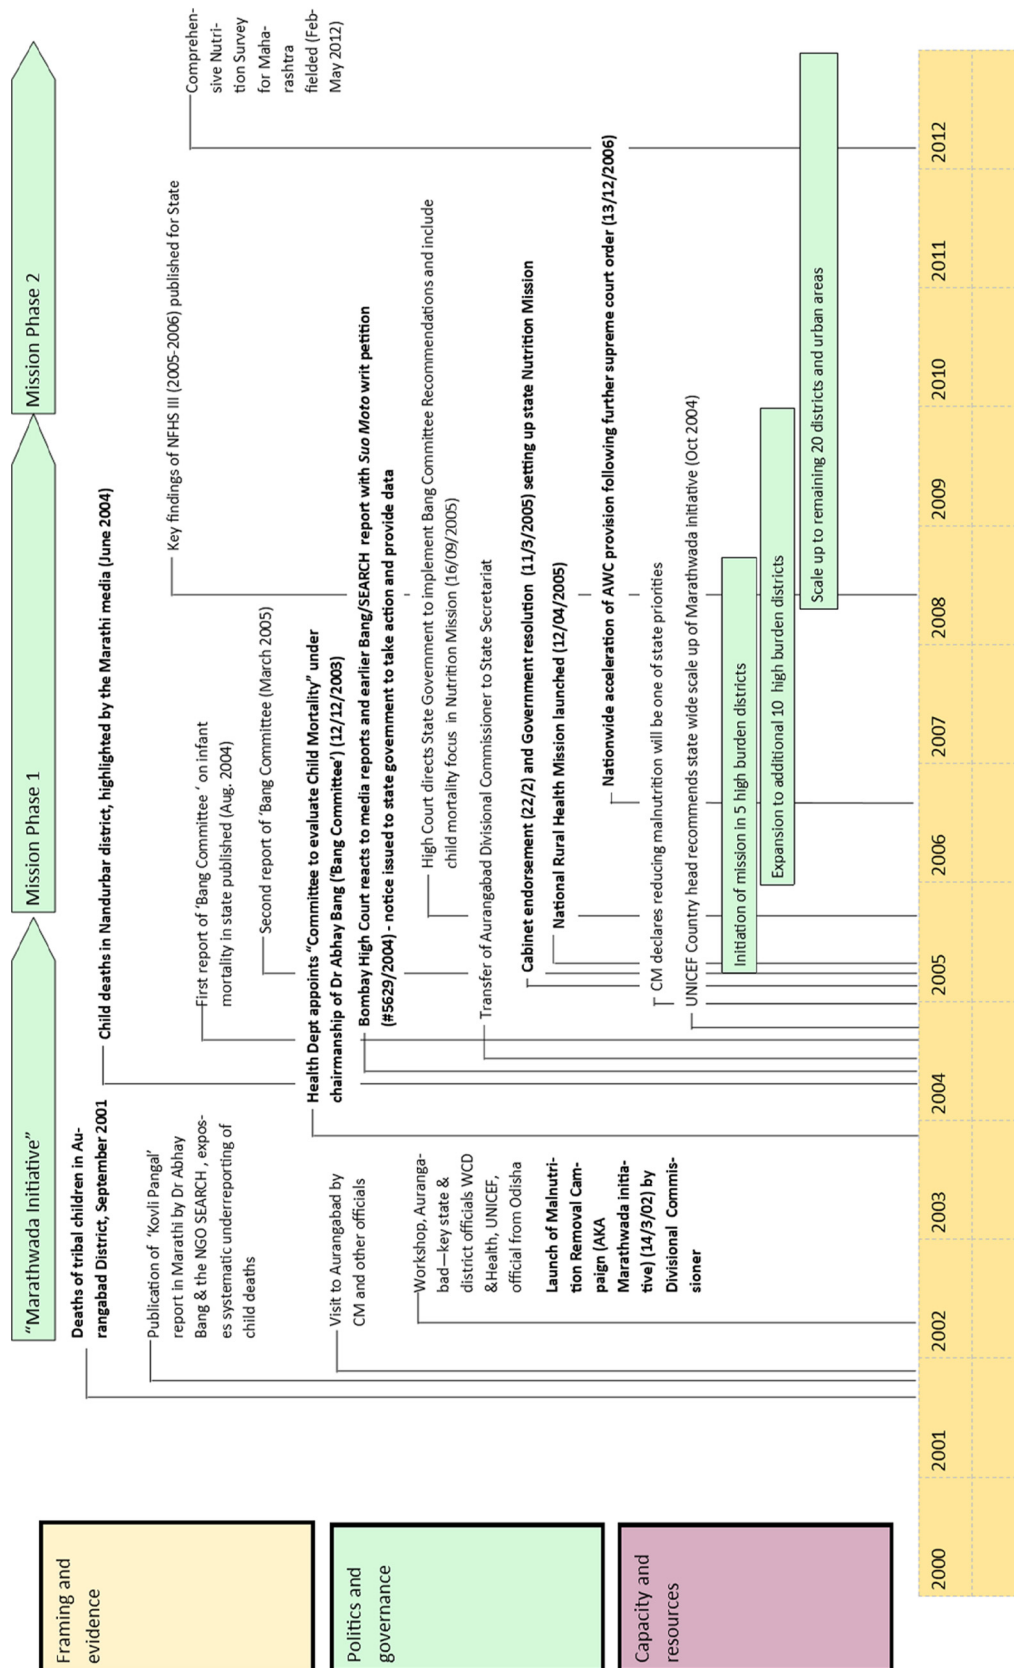 "Marathwada Initiative"
Mission Phase 1
Mission Phase 2
Framing and
evidence
Deaths of tribal children in Au-
rangabad District, September 2001
Child deaths in Nandurbar district, highlighted by the Marathi media (June 2004)
Publication of 'Kovli Pangal'
report in Marathi by Dr Abhay
Bang & the NGO SEARCH , expos-
es systematic underreporting of
child deaths
First report of 'Bang Committee ' on infant
mortality in state published (Aug. 2004)
Second report of 'Bang Committee (March 2005)
Key findings of NFHS III (2005-2006) published for State
Comprehen-
sive Nutri-
tion Survey
for Maha-
rashtra
fielded (Feb-
May 2012)
Politics and
governance
Health Dept appoints "Committee to evaluate Child Mortality" under
chairmanship of Dr Abhay Bang ('Bang Committee') (12/12/2003)
Visit to Aurangabad by
CM and other officials
Bombay High Court reacts to media reports and earlier Bang/SEARCH report with Suo Moto writ petition
(#5629/2004) - notice issued to state government to take action and provide data
High Court directs State Government to implement Bang Committee Recommendations and include
child mortality focus in Nutrition Mission (16/09/2005)
Workshop, Auranga-
bad—key state &
district officials WCD
&Health, UNICEF,
official from Odisha
Transfer of Aurangabad Divisional Commissioner to State Secretariat
Cabinet endorsement (22/2) and Government resolution (11/3/2005) setting up state Nutrition Mission
National Rural Health Mission launched (12/04/2005)
Launch of Malnutri-
tion Removal Cam-
paign (AKA
Marathwada initia-
tive) (14/3/02) by
Divisional Commis-
sioner
Nationwide acceleration of AWC provision following further supreme court order (13/12/2006)
Capacity and
resources
CM declares reducing malnutrition will be one of state priorities
UNICEF Country head recommends state wide scale up of Marathwada initiative (Oct 2004)
Initiation of mission in 5 high burden districts
Expansion to additional 10 high burden districts
Scale up to remaining 20 districts and urban areas
2000 2001 2002 2003 2004 2005 2006 2007 2008 2009 2010 2011 2012